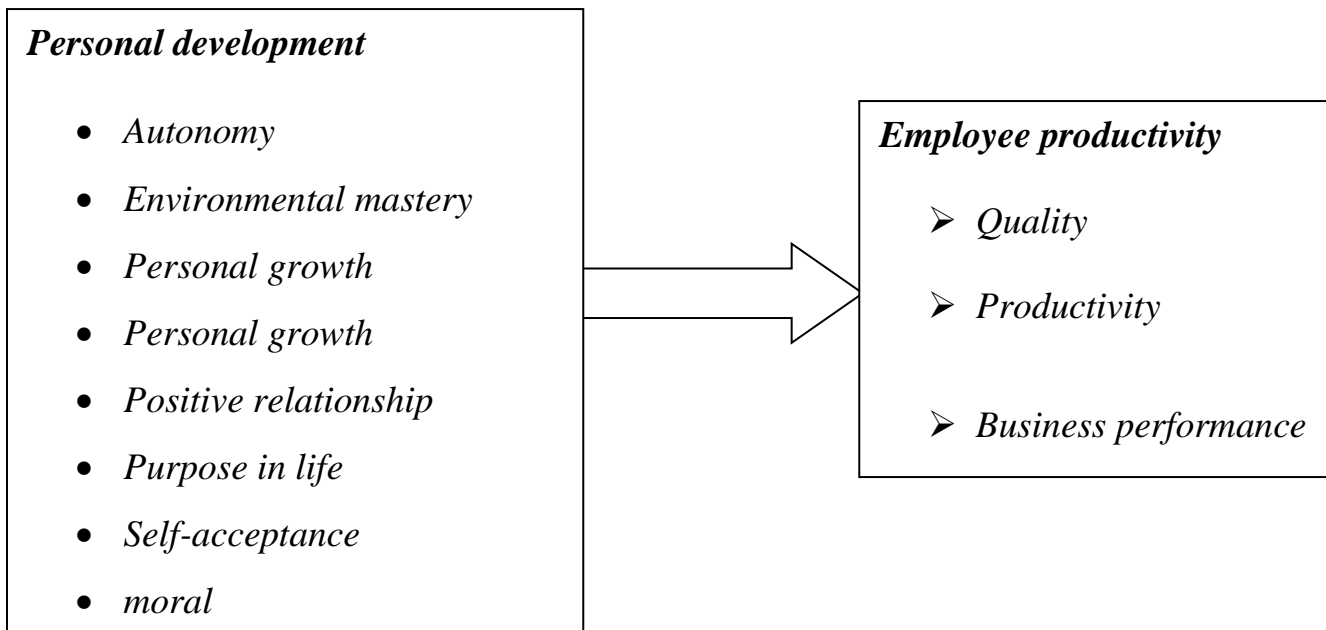 Personal development
Autonomy
Environmental mastery
Personal growth
Personal growth
Positive relationship
Purpose in life
Self-acceptance
moral
Employee productivity
Quality
Productivity
Business performance